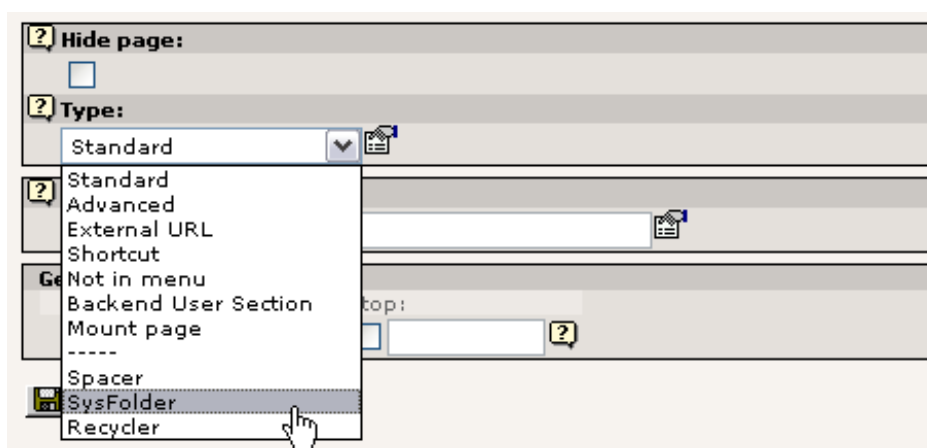 Hide page:
Type:
Standard
Standard
Advanced
External URL
Shortcut
Not in menu
Backend User Section
Mount page
-----
Spacer
SysFolder
Recycler
Ge
top: